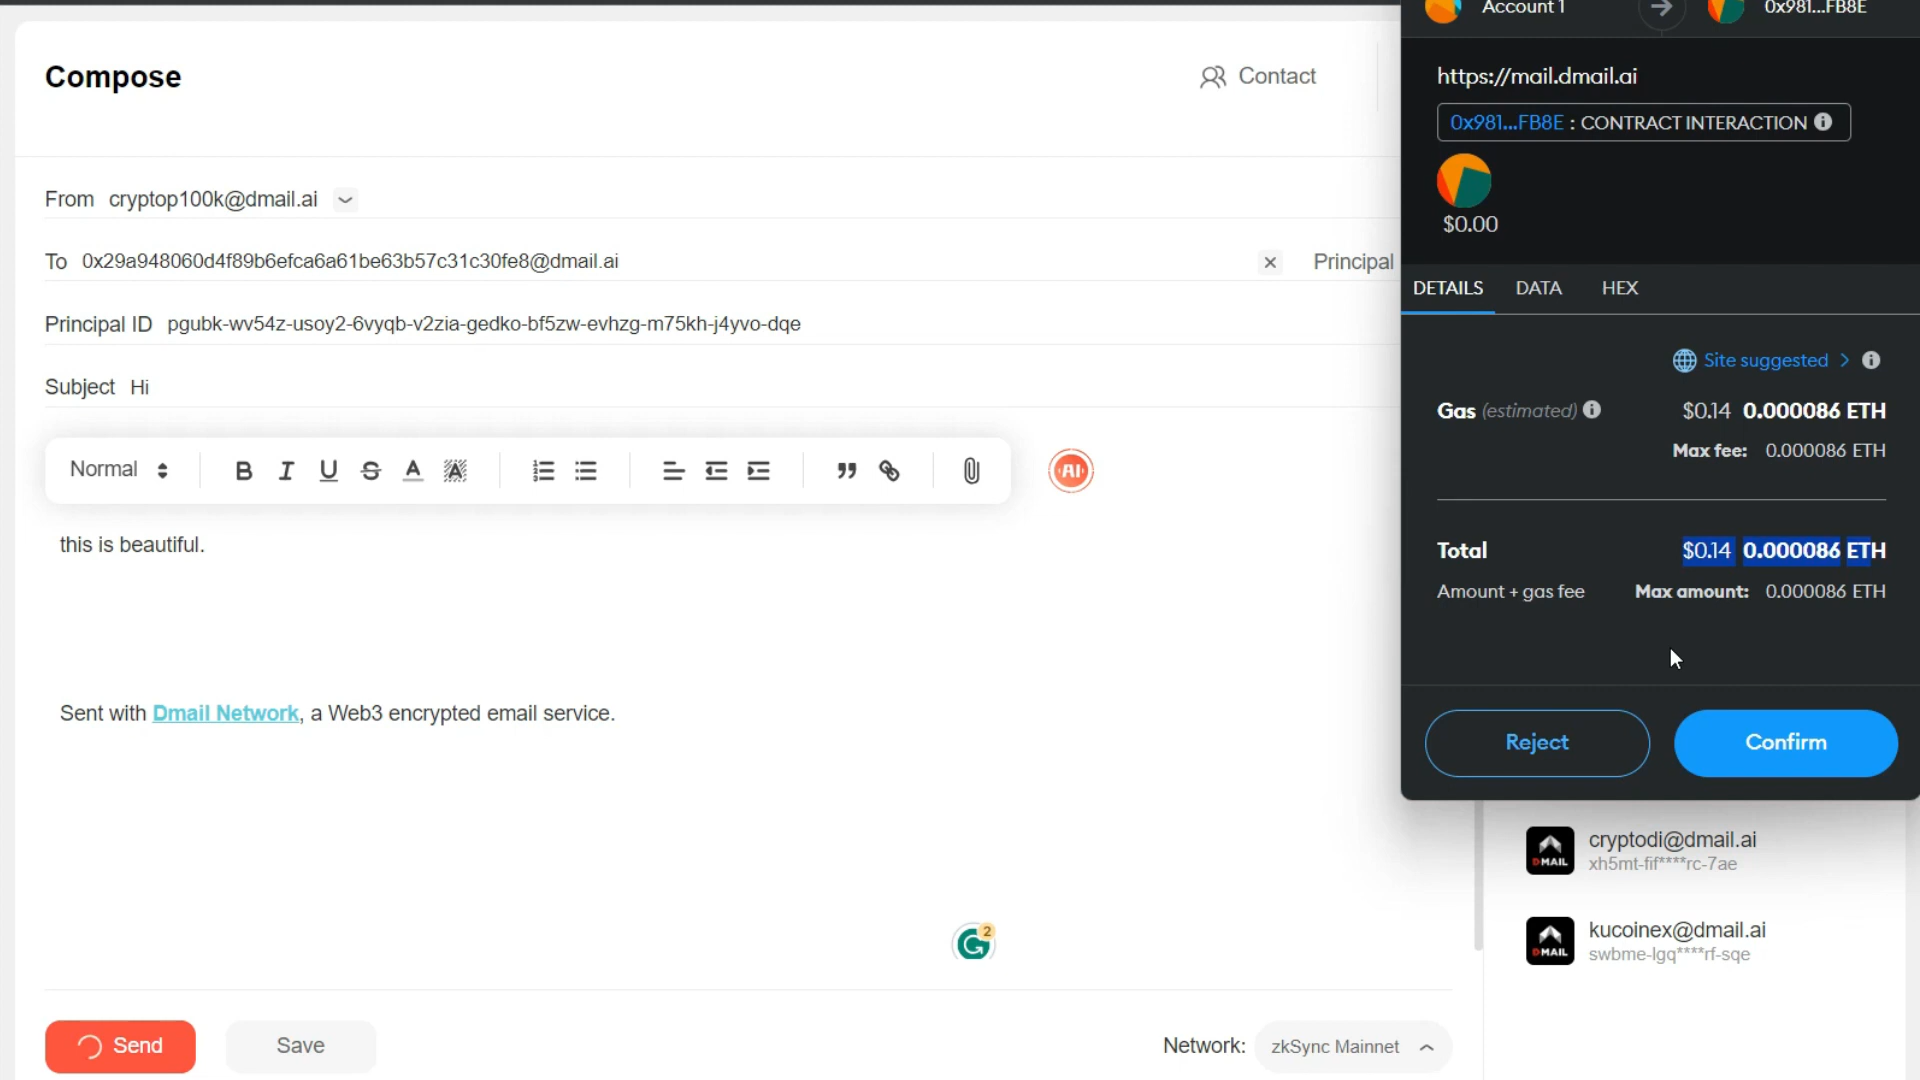 Compose
Contact
From cryptop100k@dmail.ai
To 0x29a948060d4f89b6efca6a61be63b57c31c30fe8@dmail.ai
Principal
Principal ID pgubk-wv54z-usoy2-6vyqb-v2zia-gedko-bf5zw-evhzg-m75kh-j4yvo-dqe
Subject Hi
Normal
B I U S A A
AI
this is beautiful.
Sent with Dmail Network, a Web3 encrypted email service.
2
Send
Save
Network: zkSync Mainnet
Account 1
0x981...FB8E
https://mail.dmail.ai
0x981...FB8E : CONTRACT INTERACTION
$0.00
DETAILS DATA HEX
Site suggested >
Gas (estimated) $0.14 0.000086 ETH
Max fee: 0.000086 ETH
Total $0.14 0.000086 ETH
Amount + gas fee Max amount: 0.000086 ETH
Reject
Confirm
DMAIL
cryptodi@dmail.ai
xh5mt-fif****rc-7ae
DMAIL
kucoinex@dmail.ai
swbme-lgq****rf-sqe